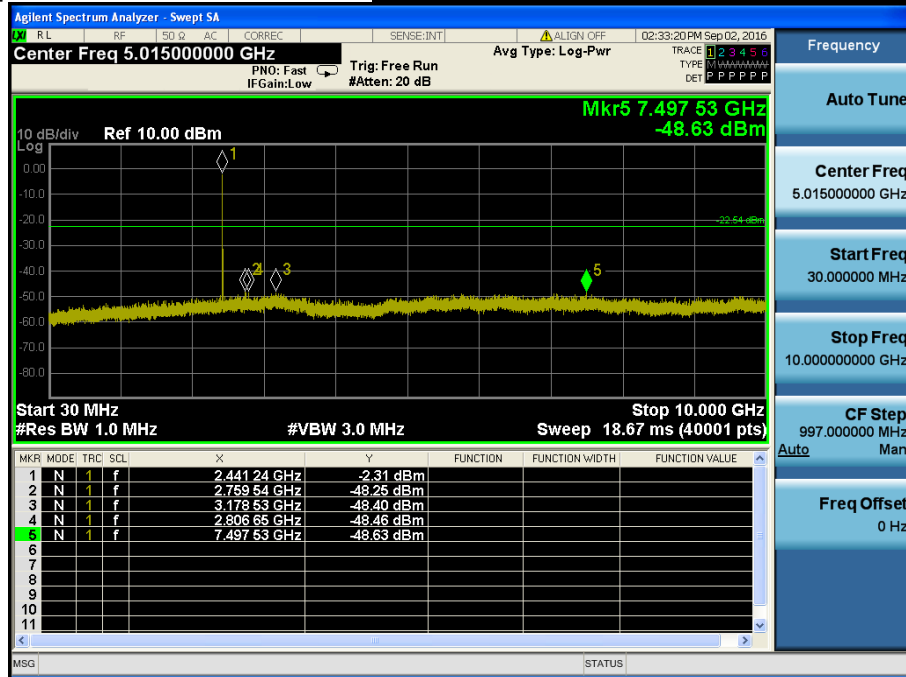 Agilent Spectrum Analyzer - Swept SA
LXI RL RF 50 Ω AC CORREC SENSE:INT ALIGN OFF 02:33:20 PM Sep 02, 2016
Center Freq 5.015000000 GHz
PNO: Fast
IFGain:Low
Trig: Free Run
#Atten: 20 dB
Avg Type: Log-Pwr
TRACE 1 2 3 4 5 6
TYPE M
DET P P P P P P
Mkr5 7.497 53 GHz
-48.63 dBm
10 dB/div Ref 10.00 dBm
Log
1
0.00
-10.0
-20.0
-22.54 dBm
-30.0
-40.0
2 4 3 5
-50.0
-60.0
-70.0
-80.0
Start 30 MHz Stop 10.000 GHz
#Res BW 1.0 MHz #VBW 3.0 MHz Sweep 18.67 ms (40001 pts)
MKR MODE TRC SCL X Y FUNCTION FUNCTION WIDTH FUNCTION VALUE
1 N 1 f 2.441 24 GHz -2.31 dBm
2 N 1 f 2.759 54 GHz -48.25 dBm
3 N 1 f 3.178 53 GHz -48.40 dBm
4 N 1 f 2.806 65 GHz -48.46 dBm
5 N 1 f 7.497 53 GHz -48.63 dBm
6
7
8
9
10
11
MSG STATUS
Frequency
Auto Tune
Center Freq
5.015000000 GHz
Start Freq
30.000000 MHz
Stop Freq
10.000000000 GHz
CF Step
997.000000 MHz
Auto Man
Freq Offset
0 Hz